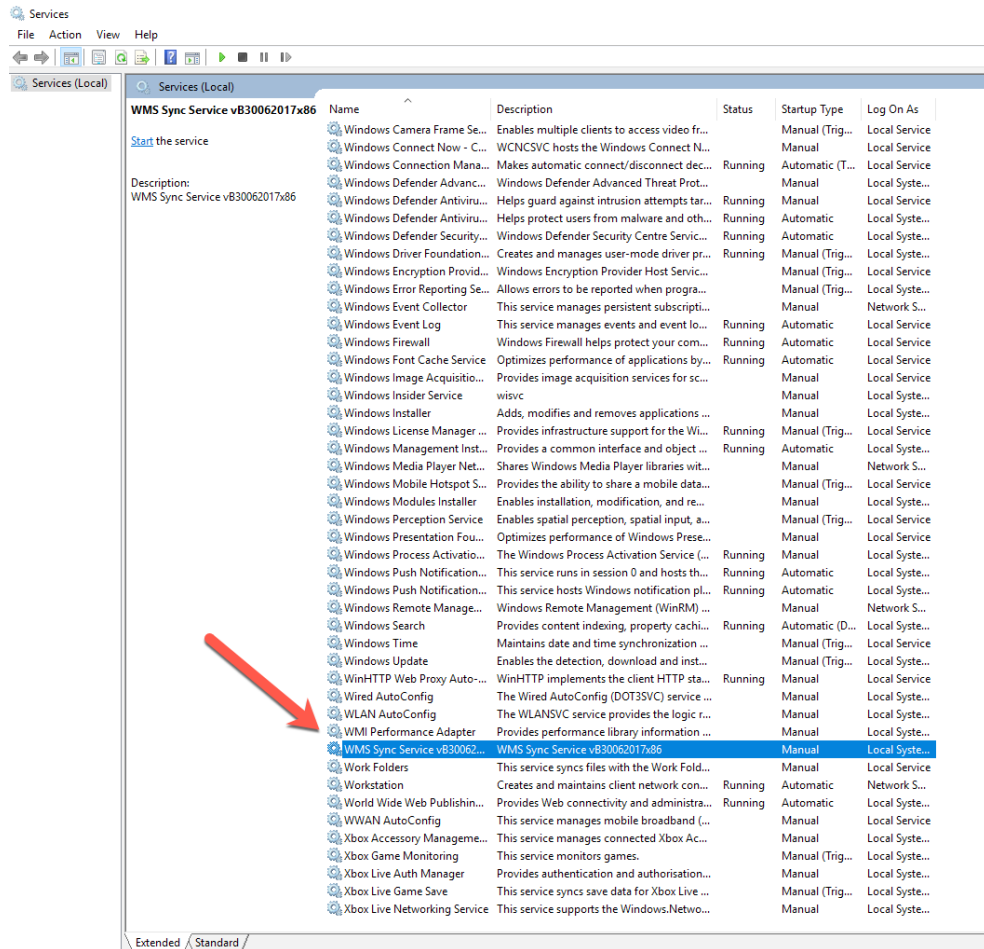 Services
File Action View Help
Services (Local)
Services (Local)
WMS Sync Service vB30062017x86
Start the service
Description:
WMS Sync Service vB30062017x86
Name Description Status Startup Type Log On As
Windows Camera Frame Se... Enables multiple clients to access video fr... Manual (Trig... Local Service
Windows Connect Now - C... WCNCSVC hosts the Windows Connect N... Manual Local Service
Windows Connection Mana... Makes automatic connect/disconnect dec... Running Automatic (T... Local Service
Windows Defender Advanc... Windows Defender Advanced Threat Prot... Manual Local Syste...
Windows Defender Antiviru... Helps guard against intrusion attempts tar... Running Manual Local Service
Windows Defender Antiviru... Helps protect users from malware and oth... Running Automatic Local Syste...
Windows Defender Security... Windows Defender Security Centre Servic... Running Automatic Local Syste...
Windows Driver Foundation... Creates and manages user-mode driver pr... Running Manual (Trig... Local Syste...
Windows Encryption Provid... Windows Encryption Provider Host Servic... Manual (Trig... Local Service
Windows Error Reporting Se... Allows errors to be reported when progra... Manual (Trig... Local Syste...
Windows Event Collector This service manages persistent subscripti... Manual Network S...
Windows Event Log This service manages events and event lo... Running Automatic Local Service
Windows Firewall Windows Firewall helps protect your com... Running Automatic Local Service
Windows Font Cache Service Optimizes performance of applications by... Running Automatic Local Service
Windows Image Acquisitio... Provides image acquisition services for sc... Manual Local Service
Windows Insider Service wisvc Manual Local Syste...
Windows Installer Adds, modifies and removes applications ... Manual Local Syste...
Windows License Manager ... Provides infrastructure support for the Wi... Running Manual (Trig... Local Service
Windows Management Inst... Provides a common interface and object ... Running Automatic Local Syste...
Windows Media Player Net... Shares Windows Media Player libraries wit... Manual Network S...
Windows Mobile Hotspot S... Provides the ability to share a mobile data... Manual (Trig... Local Service
Windows Modules Installer Enables installation, modification, and re... Manual Local Syste...
Windows Perception Service Enables spatial perception, spatial input, a... Manual (Trig... Local Service
Windows Presentation Fou... Optimizes performance of Windows Prese... Manual Local Service
Windows Process Activatio... The Windows Process Activation Service (... Running Manual Local Syste...
Windows Push Notification... This service runs in session 0 and hosts th... Running Automatic Local Syste...
Windows Push Notification... This service hosts Windows notification pl... Running Automatic Local Syste...
Windows Remote Manage... Windows Remote Management (WinRM) ... Manual Network S...
Windows Search Provides content indexing, property cachi... Running Automatic (D... Local Syste...
Windows Time Maintains date and time synchronization ... Manual (Trig... Local Service
Windows Update Enables the detection, download and inst... Manual (Trig... Local Syste...
WinHTTP Web Proxy Auto-... WinHTTP implements the client HTTP sta... Running Manual Local Service
Wired AutoConfig The Wired AutoConfig (DOT3SVC) service ... Manual Local Syste...
WLAN AutoConfig The WLANSVC service provides the logic r... Manual Local Syste...
WMI Performance Adapter Provides performance library information ... Manual Local Syste...
WMS Sync Service vB30062... WMS Sync Service vB30062017x86 Manual Local Syste...
Work Folders This service syncs files with the Work Fold... Manual Local Service
Workstation Creates and maintains client network con... Running Automatic Network S...
World Wide Web Publishin... Provides Web connectivity and administra... Running Automatic Local Syste...
WWAN AutoConfig This service manages mobile broadband (... Manual Local Service
Xbox Accessory Manageme... This service manages connected Xbox Ac... Manual Local Syste...
Xbox Game Monitoring This service monitors games. Manual (Trig... Local Syste...
Xbox Live Auth Manager Provides authentication and authorisation... Manual Local Syste...
Xbox Live Game Save This service syncs save data for Xbox Live ... Manual (Trig... Local Syste...
Xbox Live Networking Service This service supports the Windows.Netwo... Manual Local Syste...
Extended Standard